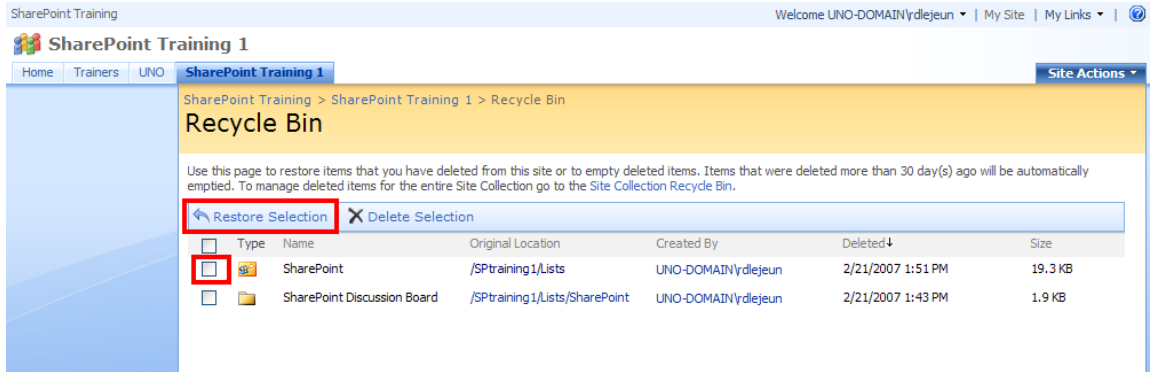 SharePoint Training Welcome UNO-DOMAIN\rdlejeun | My Site | My Links |
SharePoint Training 1
Home Trainers UNO SharePoint Training 1 Site Actions
SharePoint Training > SharePoint Training 1 > Recycle Bin
Recycle Bin
Use this page to restore items that you have deleted from this site or to empty deleted items. Items that were deleted more than 30 day(s) ago will be automatically
emptied. To manage deleted items for the entire Site Collection go to the Site Collection Recycle Bin.
Restore Selection Delete Selection
Type Name Original Location Created By Deleted Size
SharePoint /SPtraining1/Lists UNO-DOMAIN\rdlejeun 2/21/2007 1:51 PM 19.3 KB
SharePoint Discussion Board /SPtraining1/Lists/SharePoint UNO-DOMAIN\rdlejeun 2/21/2007 1:43 PM 1.9 KB